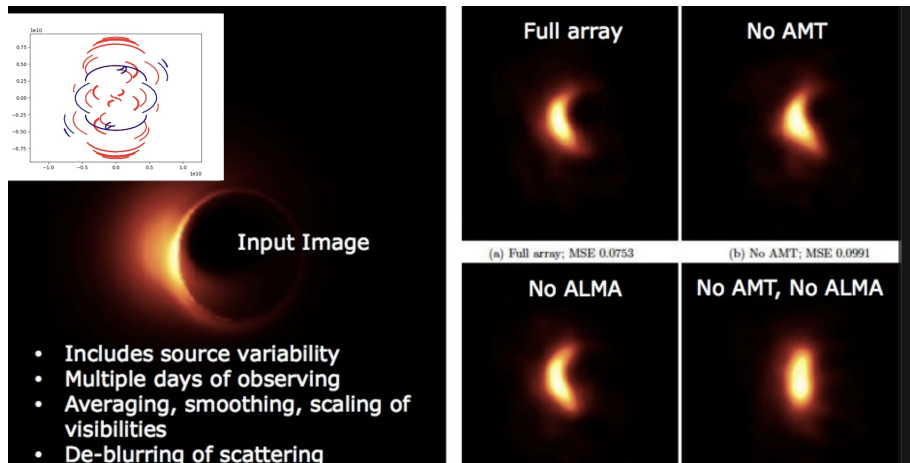 1e10
0.75
0.50
0.25
0.00
−0.25
−0.50
−0.75
−1.0
−0.5
0.0
0.5
1.0
1e10
Input Image
• Includes source variability
• Multiple days of observing
• Averaging, smoothing, scaling of
visibilities
• De-blurring of scattering
Full array
No AMT
(a) Full array; MSE 0.0753
(b) No AMT; MSE 0.0991
No ALMA
No AMT, No ALMA